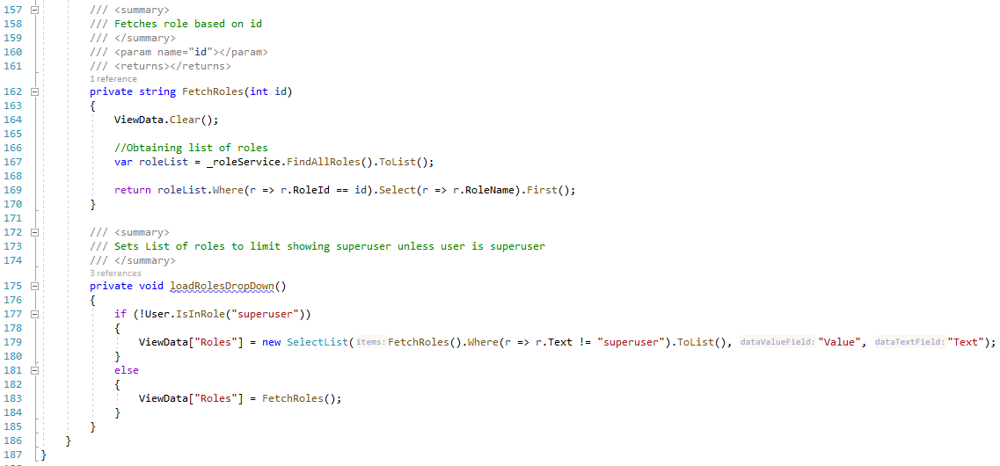 157 /// <summary>
158 /// Fetches role based on id
159 /// </summary>
160 /// <param name="id"></param>
161 /// <returns></returns>
1 reference
162 private string FetchRoles(int id)
163 {
164 ViewData.Clear();
165
166 //Obtaining list of roles
167 var roleList = _roleService.FindAllRoles().ToList();
168
169 return roleList.Where(r => r.RoleId == id).Select(r => r.RoleName).First();
170 }
171
172 /// <summary>
173 /// Sets List of roles to limit showing superuser unless user is superuser
174 /// </summary>
3 references
175 private void loadRolesDropDown()
176 {
177 if (!User.IsInRole("superuser"))
178 {
179 ViewData["Roles"] = new SelectList(items: FetchRoles().Where(r => r.Text != "superuser").ToList(), dataValueField: "Value", dataTextField: "Text");
180 }
181 else
182 {
183 ViewData["Roles"] = FetchRoles();
184 }
185 }
186 }
187 }